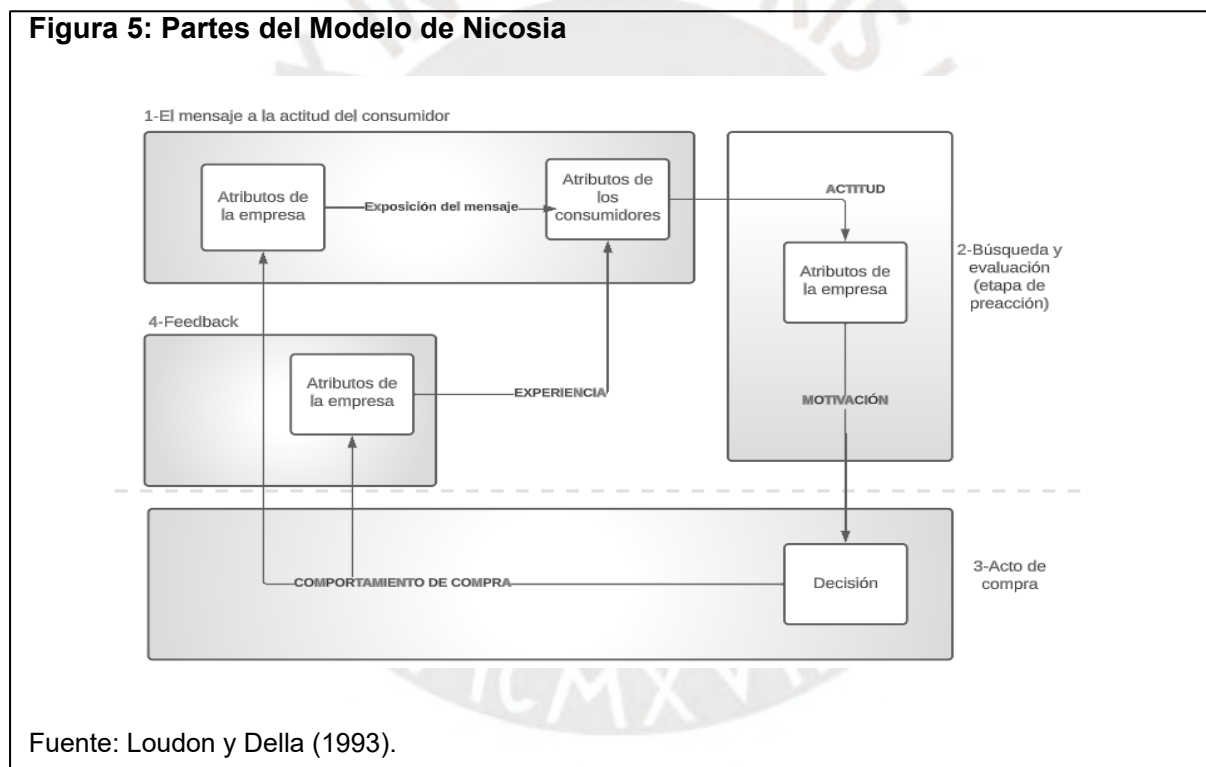 Figura 5: Partes del Modelo de Nicosia
1-El mensaje a la actitud del consumidor
Atributos de
la empresa
Exposición del mensaje
Atributos de
los
consumidores
ACTITUD
Atributos de
la empresa
2-Búsqueda y
evaluación
(etapa de
preacción)
4-Feedback
Atributos de
la empresa
EXPERIENCIA
MOTIVACIÓN
COMPORTAMIENTO DE COMPRA
Decisión
3-Acto de
compra
Fuente: Loudon y Della (1993).